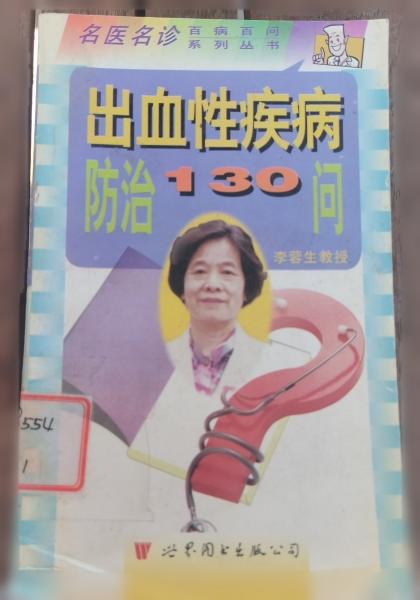 名医名诊
百病百问
系列丛书
出血性疾病
防治130问
李蓉生教授
554
1
W 世界图书出版公司